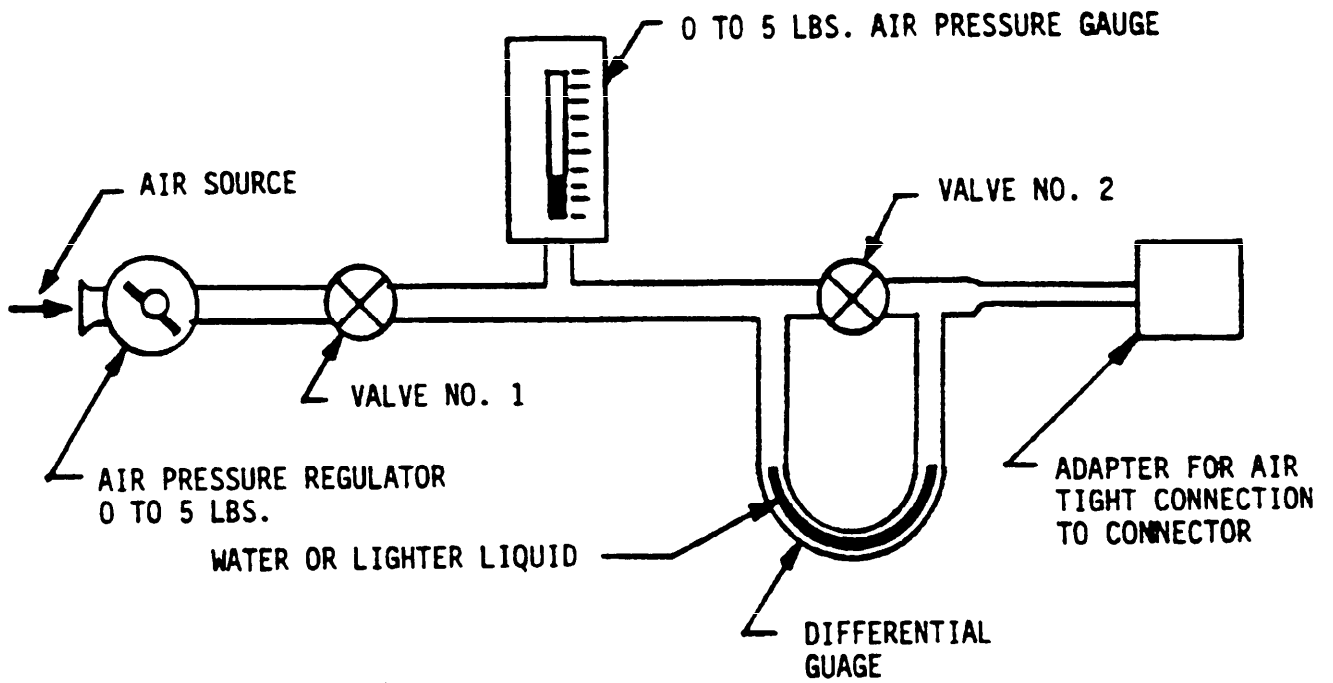 0 TO 5 LBS. AIR PRESSURE GAUGE
AIR SOURCE
VALVE NO. 2
VALVE NO. 1
AIR PRESSURE REGULATOR
0 TO 5 LBS.
ADAPTER FOR AIR
TIGHT CONNECTION
TO CONNECTOR
WATER OR LIGHTER LIQUID
DIFFERENTIAL
GUAGE